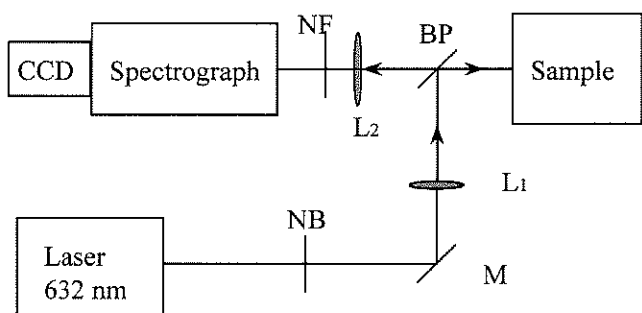 NF
BP
CCD
Spectrograph
Sample
L2
L1
NB
Laser
632 nm
M